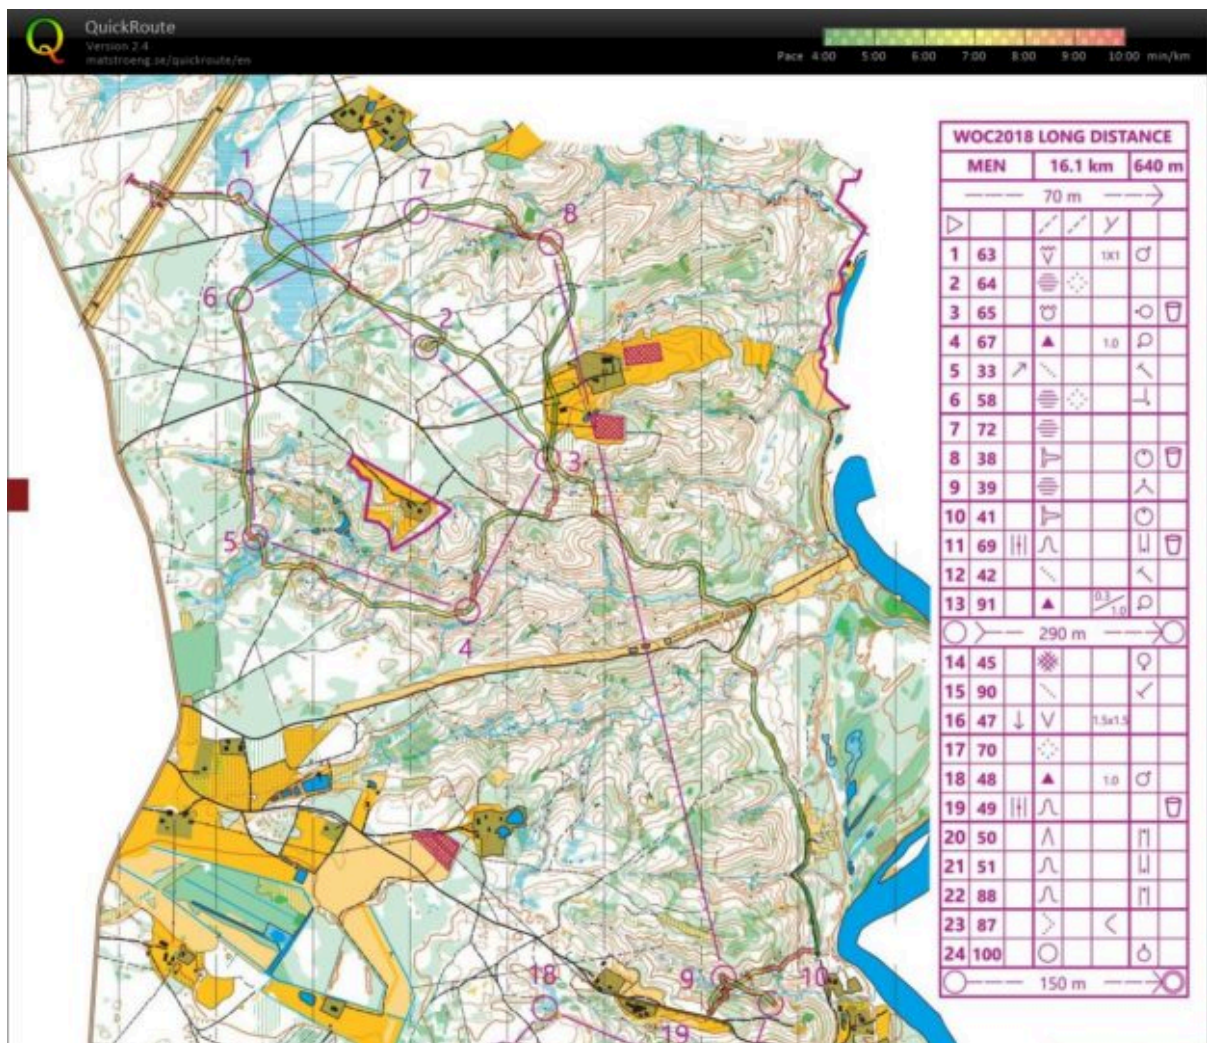 QuickRoute
Version 2.4
matstroeng.se/quickroute/en
Pace 4:00 5:00 6:00 7:00 8:00 9:00 10:00 min/km
WOC2018 LONG DISTANCE
MEN 16.1 km 640 m
70 m
1 63 1X1
2 64
3 65
4 67 1.0
5 33
6 58
7 72
8 38
9 39
10 41
11 69
12 42
13 91 0.3/1.0
290 m
14 45
15 90
16 47 1.5x1.5
17 70
18 48 1.0
19 49
20 50
21 51
22 88
23 87
24 100
150 m
1
7
8
6
2
3
5
4
18
9
10
19